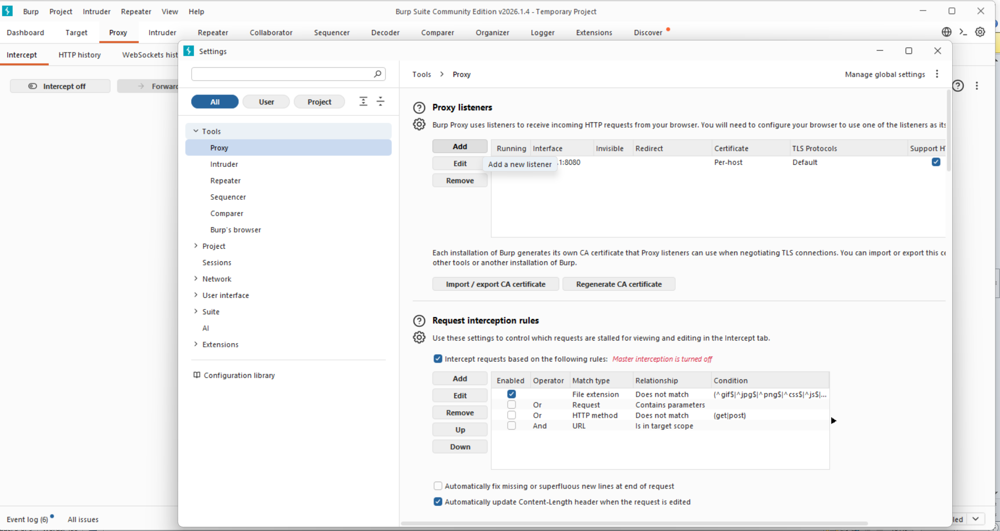 Burp Project Intruder Repeater View Help
Burp Suite Community Edition v2026.1.4 - Temporary Project
Dashboard Target Proxy Intruder Repeater Collaborator Sequencer Decoder Comparer Organizer Logger Extensions Discover
Intercept HTTP history WebSockets hist
Intercept off Forward
Settings
All User Project
Tools
Proxy
Intruder
Repeater
Sequencer
Comparer
Burp's browser
Project
Sessions
Network
User interface
Suite
AI
Extensions
Configuration library
Tools > Proxy
Manage global settings
Proxy listeners
Burp Proxy uses listeners to receive incoming HTTP requests from your browser. You will need to configure your browser to use one of the listeners as its
Add
Edit
Remove
Running Interface Invisible Redirect Certificate TLS Protocols Support H
.1:8080 Per-host Default
Add a new listener
Each installation of Burp generates its own CA certificate that Proxy listeners can use when negotiating TLS connections. You can import or export this ce
other tools or another installation of Burp.
Import / export CA certificate Regenerate CA certificate
Request interception rules
Use these settings to control which requests are stalled for viewing and editing in the Intercept tab.
Intercept requests based on the following rules: Master interception is turned off
Add
Edit
Remove
Up
Down
Enabled Operator Match type Relationship Condition
File extension Does not match (^gif$|^jpg$|^png$|^css$|^js$|...
Or Request Contains parameters
Or HTTP method Does not match (get|post)
And URL Is in target scope
Automatically fix missing or superfluous new lines at end of request
Automatically update Content-Length header when the request is edited
Event log (6) All issues
led